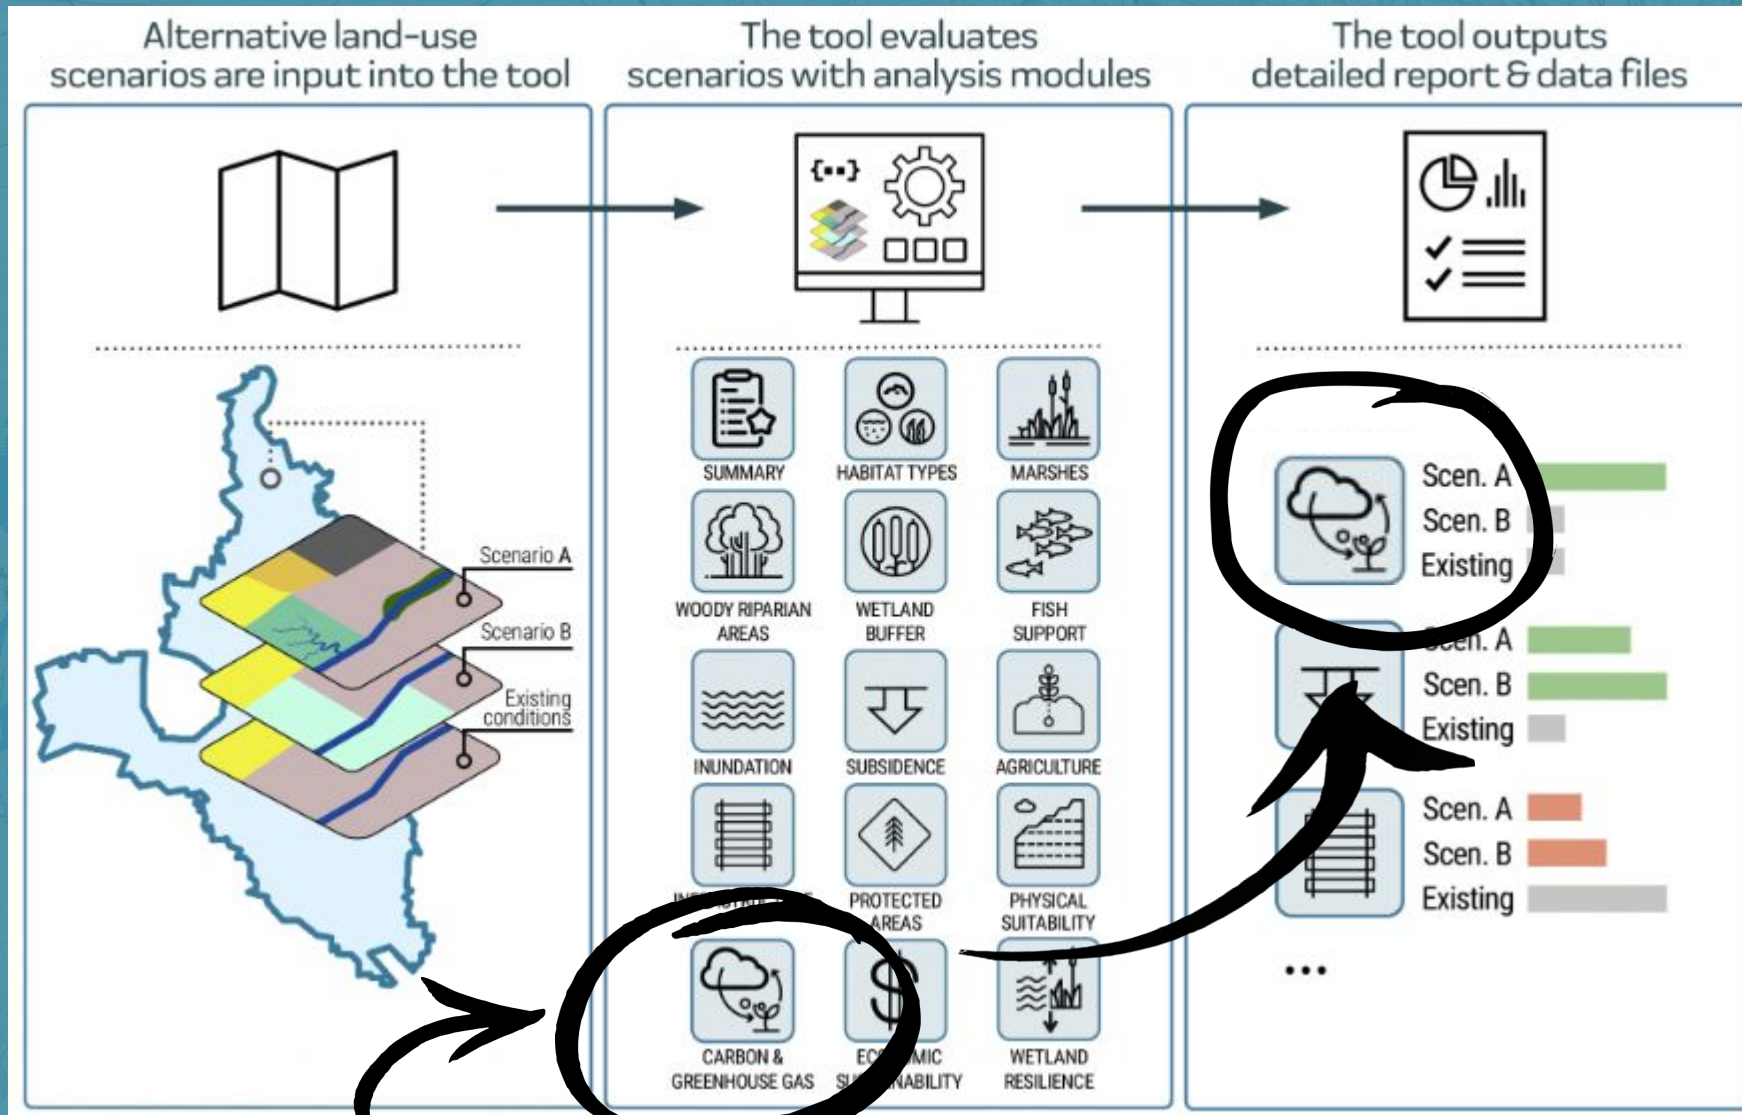 Alternative land-use
scenarios are input into the tool
Scenario A
Scenario B
Existing
conditions
The tool evaluates
scenarios with analysis modules
{••}
SUMMARY
HABITAT TYPES
MARSHES
WOODY RIPARIAN
AREAS
WETLAND
BUFFER
FISH
SUPPORT
INUNDATION
SUBSIDENCE
AGRICULTURE
PROTECTED
AREAS
PHYSICAL
SUITABILITY
CARBON &
GREENHOUSE GAS
$
WETLAND
RESILIENCE
The tool outputs
detailed report & data files
Scen. A
Scen. B
Existing
Scen. A
Scen. B
Existing
Scen. A
Scen. B
Existing
...